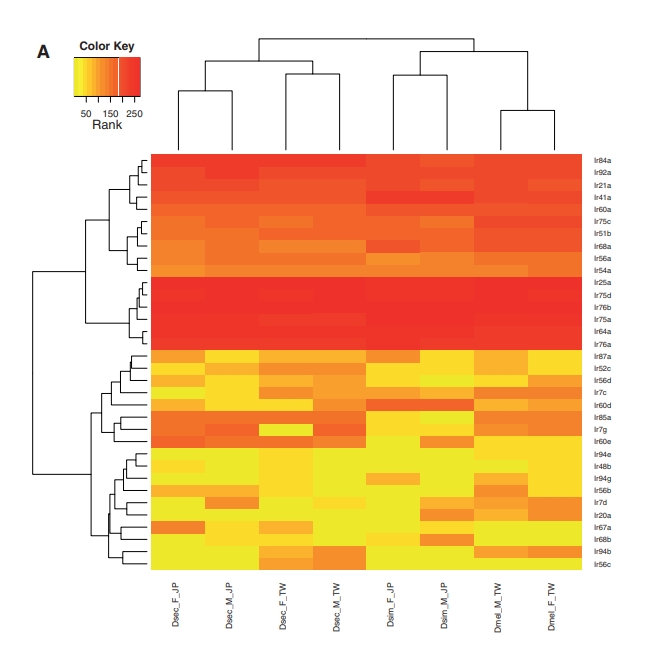 A
Color Key
50 150 250
Rank
Ir84a
Ir92a
Ir21a
Ir41a
Ir60a
Ir75c
Ir51b
Ir68a
Ir56a
Ir54a
Ir25a
Ir75d
Ir76b
Ir75a
Ir64a
Ir76a
Ir87a
Ir52c
Ir56d
Ir7c
Ir60d
Ir85a
Ir7g
Ir60e
Ir94e
Ir48b
Ir94g
Ir56b
Ir7d
Ir20a
Ir67a
Ir68b
Ir94b
Ir56c
Dsec_F_JP
Dsec_M_JP
Dsec_F_TW
Dsec_M_TW
Dsim_F_JP
Dsim_M_JP
Dmel_M_TW
Dmel_F_TW